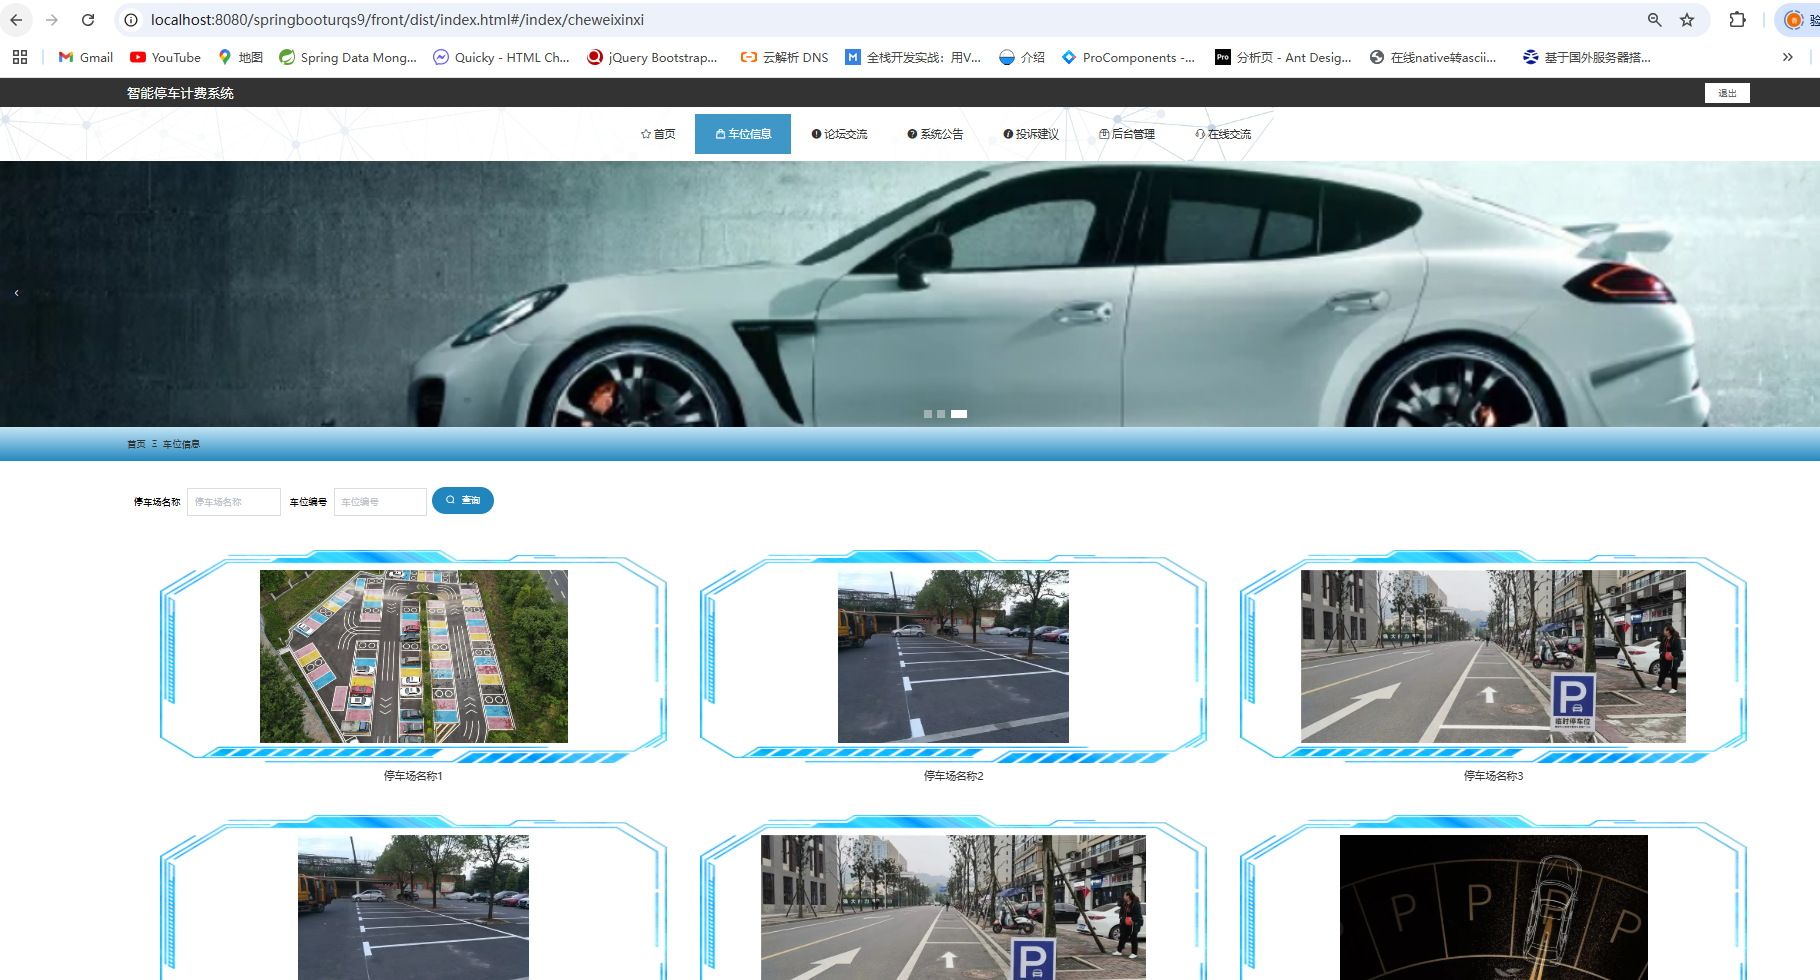 localhost:8080/springbooturqs9/front/dist/index.html#/index/cheweixinxi
Gmail YouTube 地图 Spring Data Mong... Quicky - HTML Ch... jQuery Bootstrap... 云解析 DNS 全栈开发实战：用V... 介绍 ProComponents -... Pro 分析页 - Ant Desig... 在线native转ascii... 基于国外服务器搭...
智能停车计费系统 退出
首页 车位信息 论坛交流 系统公告 投诉建议 后台管理 在线交流
首页 Ξ 车位信息
停车场名称 停车场名称 车位编号 车位编号 查询
P
临时停车位
停车场名称1 停车场名称2 停车场名称3
P
P P P